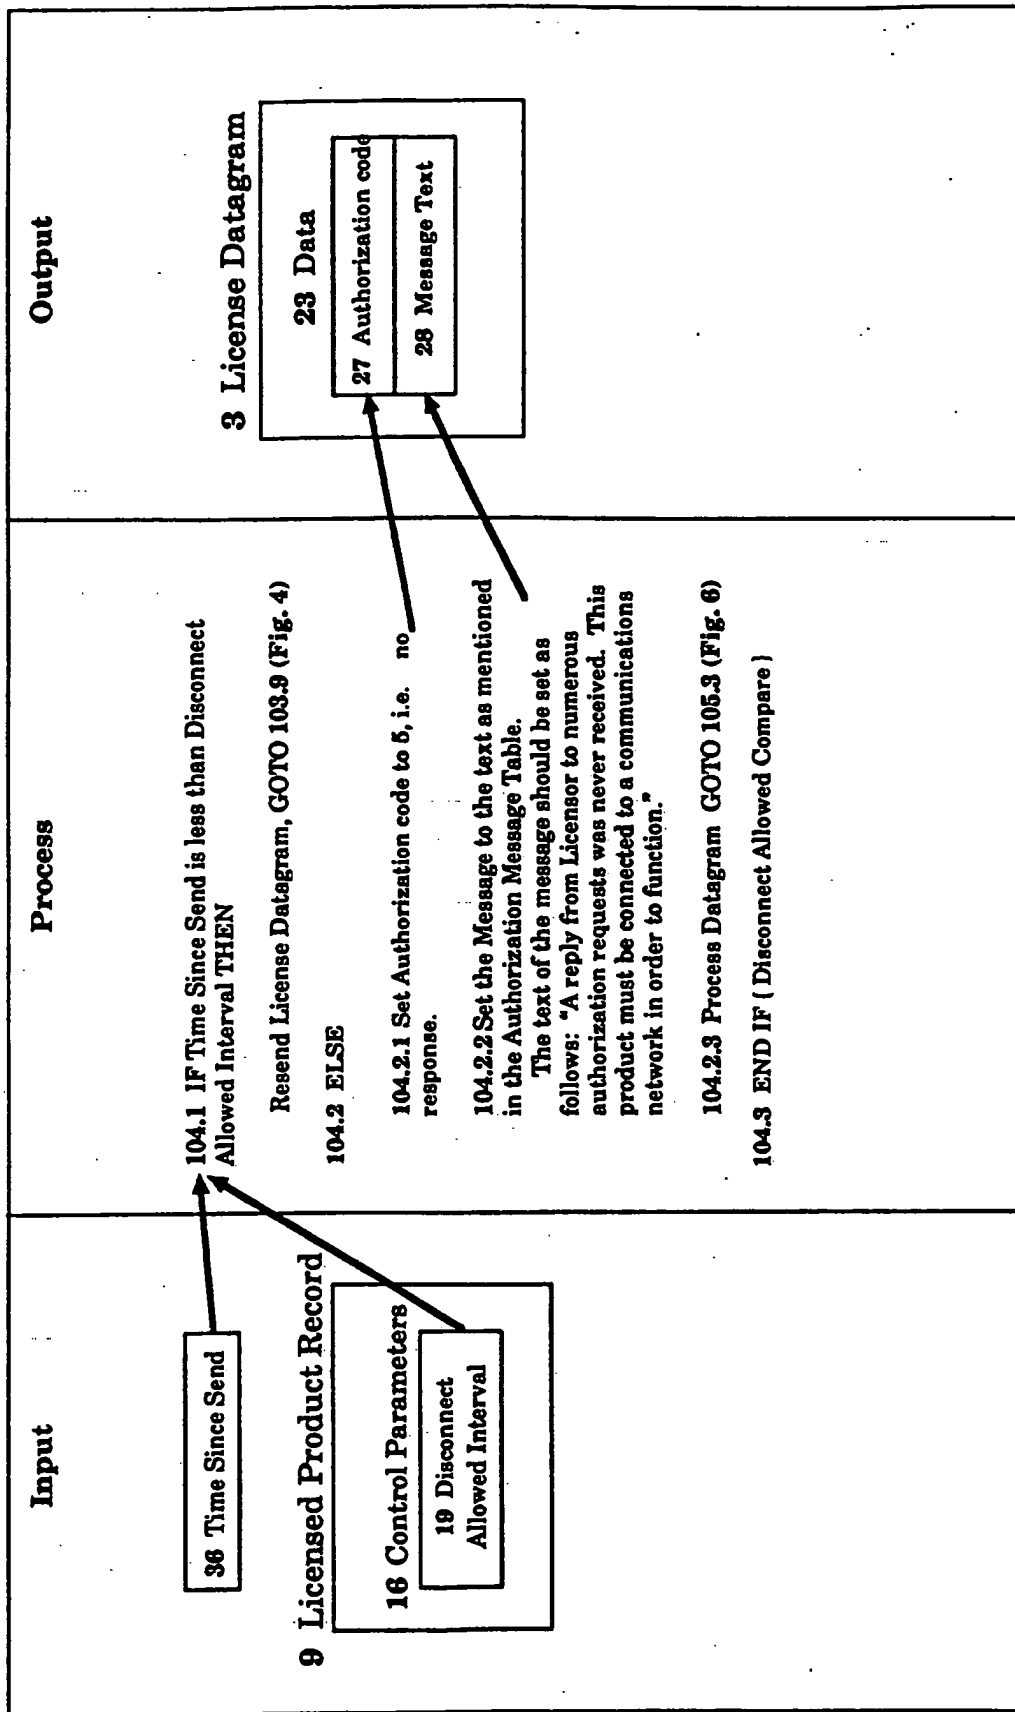 Input
36 Time Since Send
9 Licensed Product Record
16 Control Parameters
19 Disconnect
Allowed Interval
Process
104.1 IF Time Since Send is less than Disconnect
Allowed Interval THEN
Resend License Datagram, GOTO 103.9 (Fig. 4)
104.2 ELSE
104.2.1 Set Authorization code to 5, i.e. no
response.
104.2.2 Set the Message to the text as mentioned
in the Authorization Message Table.
The text of the message should be set as
follows: "A reply from Licensor to numerous
authorization requests was never received. This
product must be connected to a communications
network in order to function."
104.2.3 Process Datagram GOTO 105.3 (Fig. 6)
104.3 END IF { Disconnect Allowed Compare }
Output
3 License Datagram
23 Data
27 Authorization code
28 Message Text